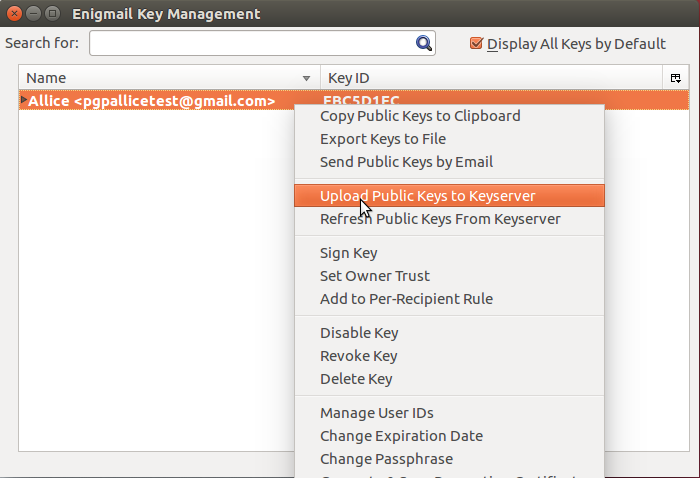 Enigmail Key Management
Search for:
Display All Keys by Default
Name Key ID
Allice <pgpallicetest@gmail.com> EBC5D1EC
Copy Public Keys to Clipboard
Export Keys to File
Send Public Keys by Email
Upload Public Keys to Keyserver
Refresh Public Keys From Keyserver
Sign Key
Set Owner Trust
Add to Per-Recipient Rule
Disable Key
Revoke Key
Delete Key
Manage User IDs
Change Expiration Date
Change Passphrase